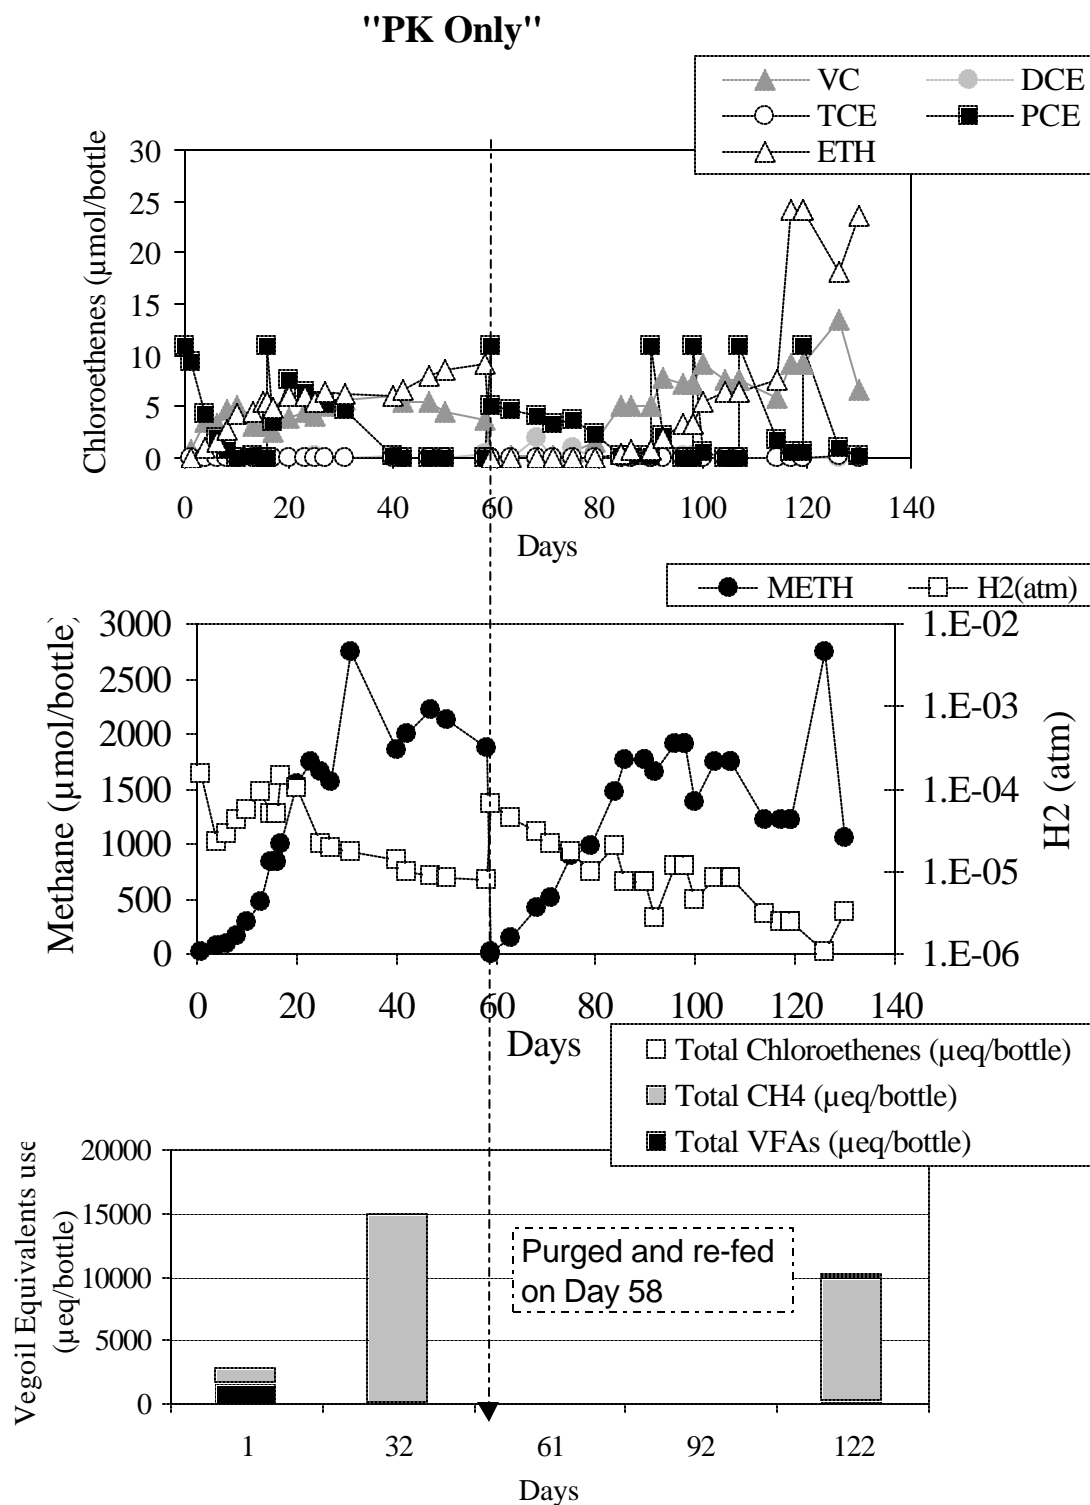 "PK Only"
VC DCE
TCE PCE
ETH
Chloroethenes (µmol/bottle
30
25
20
15
10
5
0
0 20 40 60 80 100 120 140
Days
METH H2(atm)
Methane (µmol/bottle)
3000
2500
2000
1500
1000
500
0
1.E-02
1.E-03
1.E-04
1.E-05
1.E-06
H2 (atm)
0 20 40 60 80 100 120 140
Days
Total Chloroethenes (µeq/bottle)
Total CH4 (µeq/bottle)
Total VFAs (µeq/bottle)
Vegoil Equivalents use
(µeq/bottle)
20000
15000
10000
5000
0
Purged and re-fed
on Day 58
1 32 61 92 122
Days